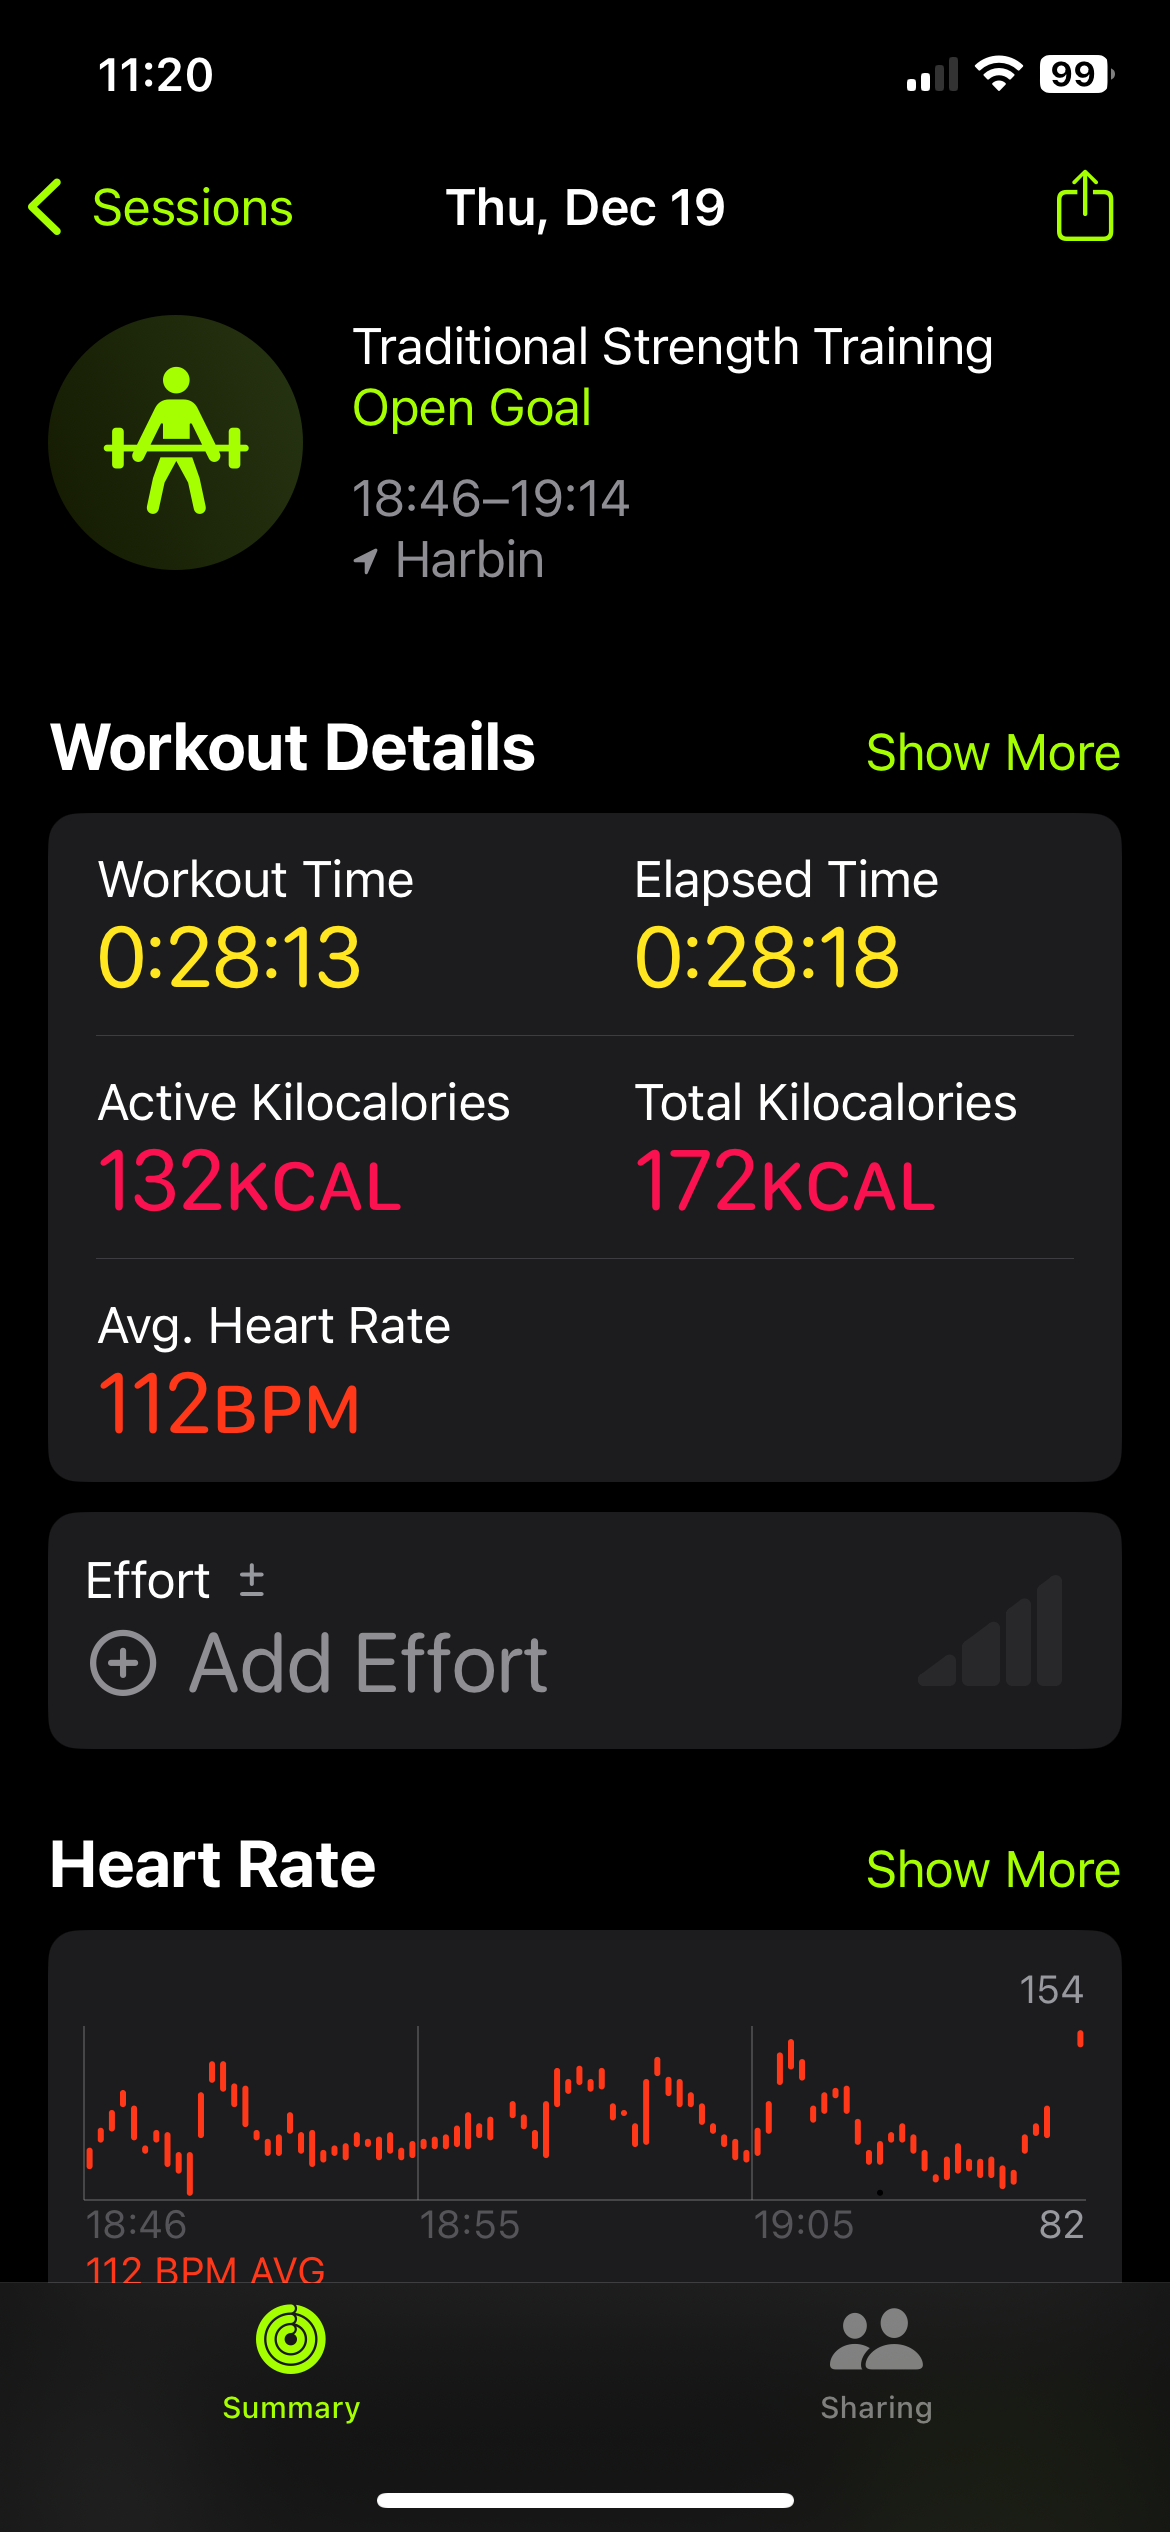 11:20
99
Sessions
Thu, Dec 19
Traditional Strength Training
Open Goal
18:46–19:14
Harbin
Workout Details
Show More
Workout Time
Elapsed Time
0:28:13
0:28:18
Active Kilocalories
Total Kilocalories
132KCAL
172KCAL
Avg. Heart Rate
112BPM
Effort
Add Effort
Heart Rate
Show More
154
18:46
18:55
19:05
82
112 BPM AVG
Summary
Sharing